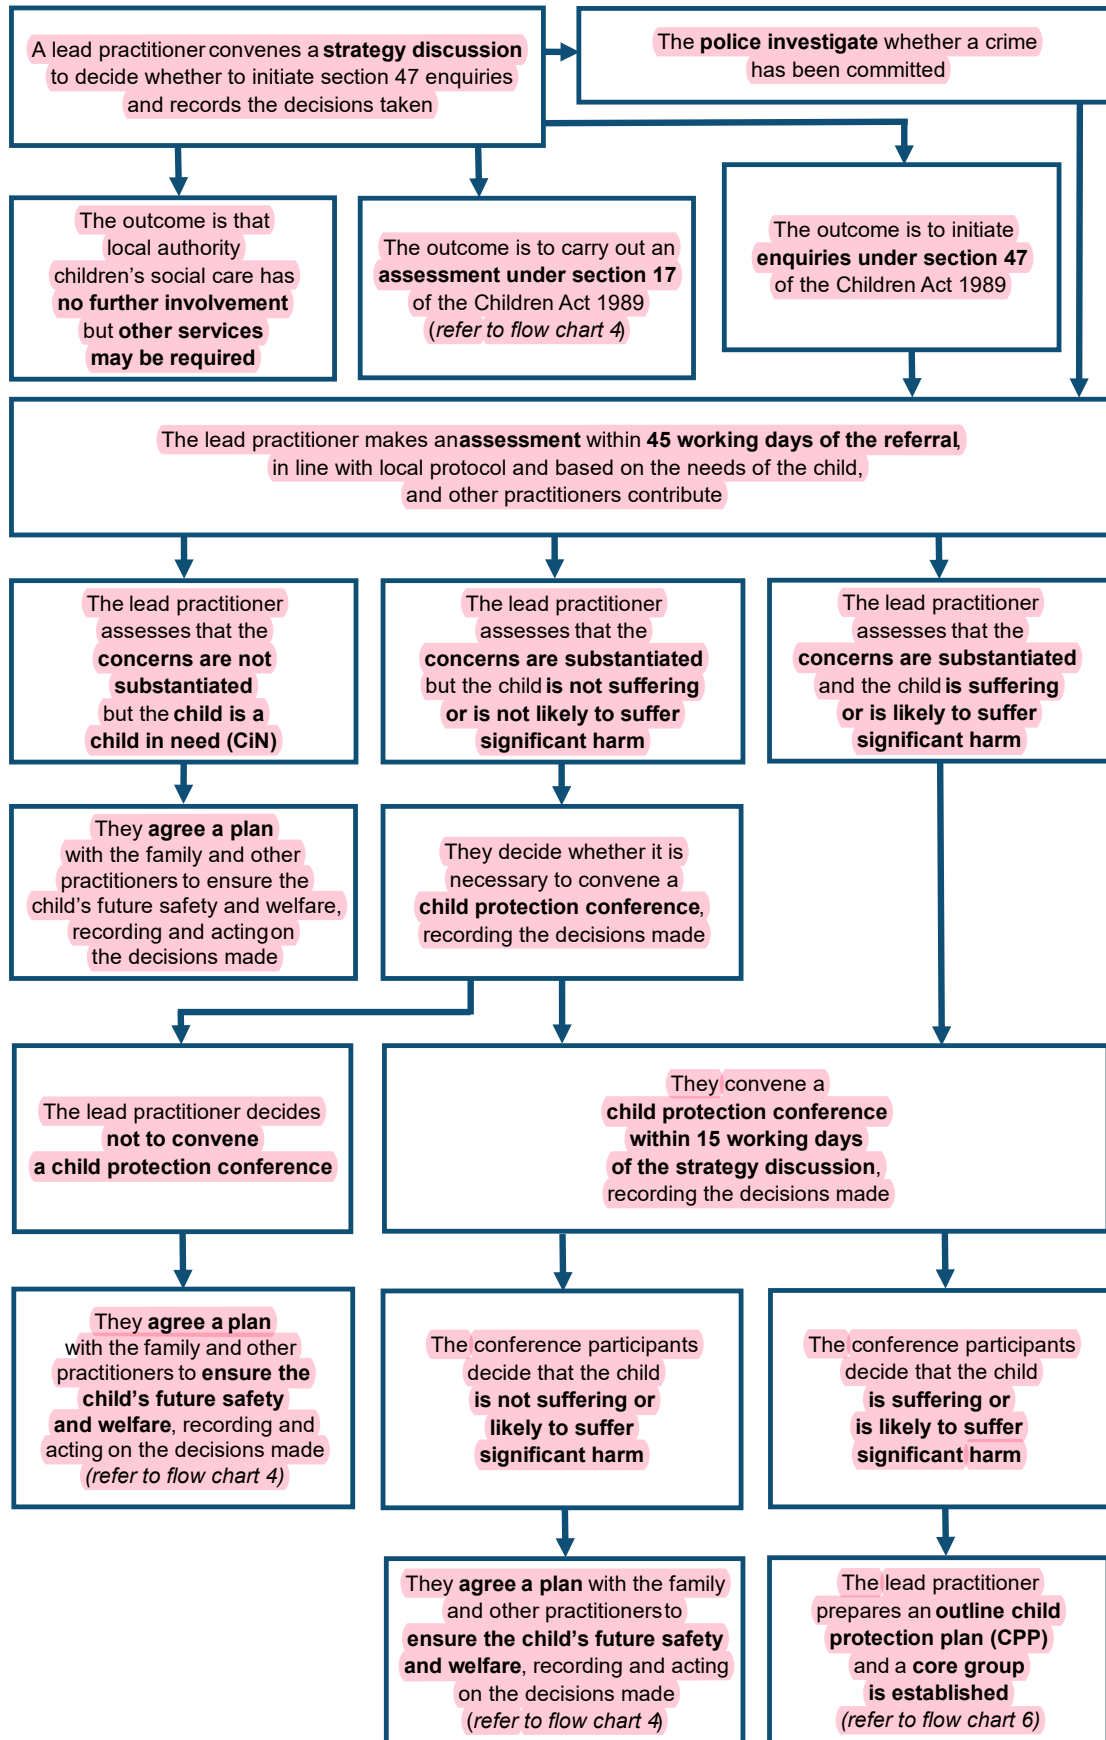 A lead practitioner convenes a strategy discussion
to decide whether to initiate section 47 enquiries
and records the decisions taken
The police investigate whether a crime
has been committed
The outcome is that
local authority
children's social care has
no further involvement
but other services
may be required
The outcome is to carry out an
assessment under section 17
of the Children Act 1989
(refer to flow chart 4)
The outcome is to initiate
enquiries under section 47
of the Children Act 1989
The lead practitioner makes an assessment within 45 working days of the referral,
in line with local protocol and based on the needs of the child,
and other practitioners contribute
The lead practitioner
assesses that the
concerns are not
substantiated
but the child is a
child in need (CiN)
The lead practitioner
assesses that the
concerns are substantiated
but the child is not suffering
or is not likely to suffer
significant harm
The lead practitioner
assesses that the
concerns are substantiated
and the child is suffering
or is likely to suffer
significant harm
They agree a plan
with the family and other
practitioners to ensure the
child's future safety and welfare,
recording and acting on
the decisions made
They decide whether it is
necessary to convene a
child protection conference,
recording the decisions made
The lead practitioner decides
not to convene
a child protection conference
They convene a
child protection conference
within 15 working days
of the strategy discussion,
recording the decisions made
They agree a plan
with the family and other
practitioners to ensure the
child's future safety
and welfare, recording and
acting on the decisions made
(refer to flow chart 4)
The conference participants
decide that the child
is not suffering or
likely to suffer
significant harm
The conference participants
decide that the child
is suffering or
is likely to suffer
significant harm
They agree a plan with the family
and other practitioners to
ensure the child's future safety
and welfare, recording and acting
on the decisions made
(refer to flow chart 4)
The lead practitioner
prepares an outline child
protection plan (CPP)
and a core group
is established
(refer to flow chart 6)